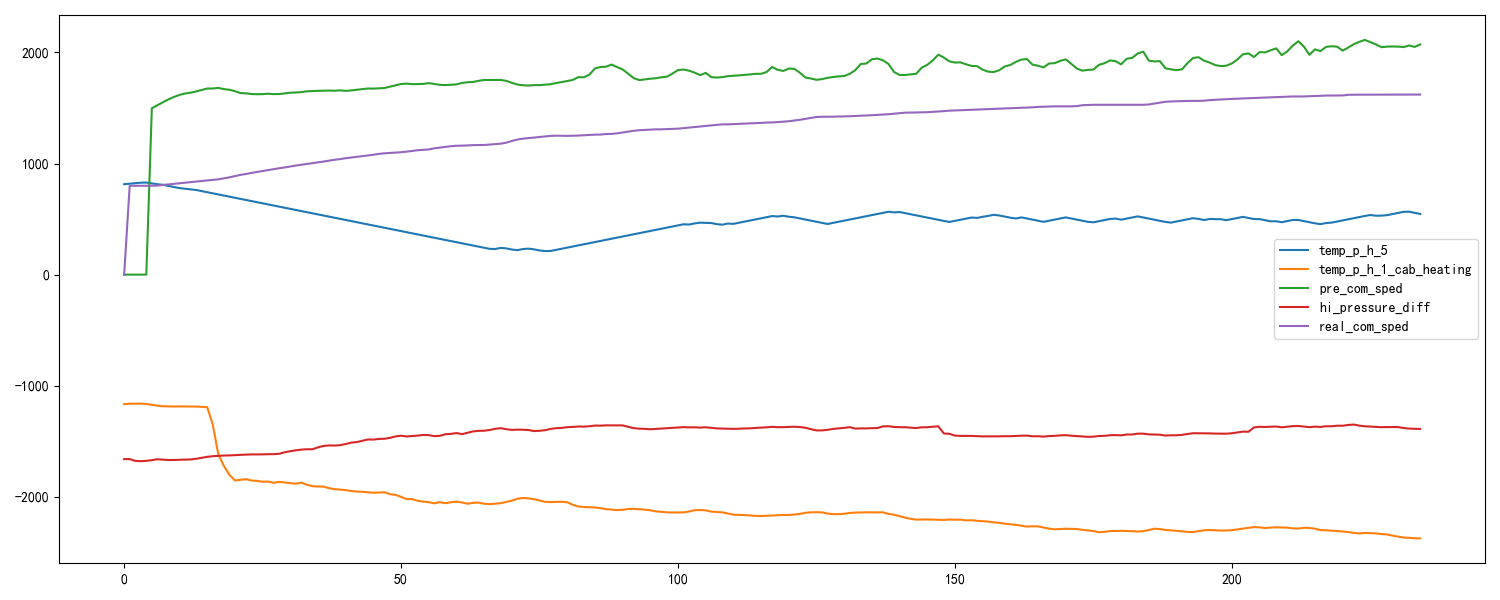 2000
1000
0
−1000
−2000
0
50
100
150
200
temp_p_h_5
temp_p_h_1_cab_heating
pre_com_sped
hi_pressure_diff
real_com_sped